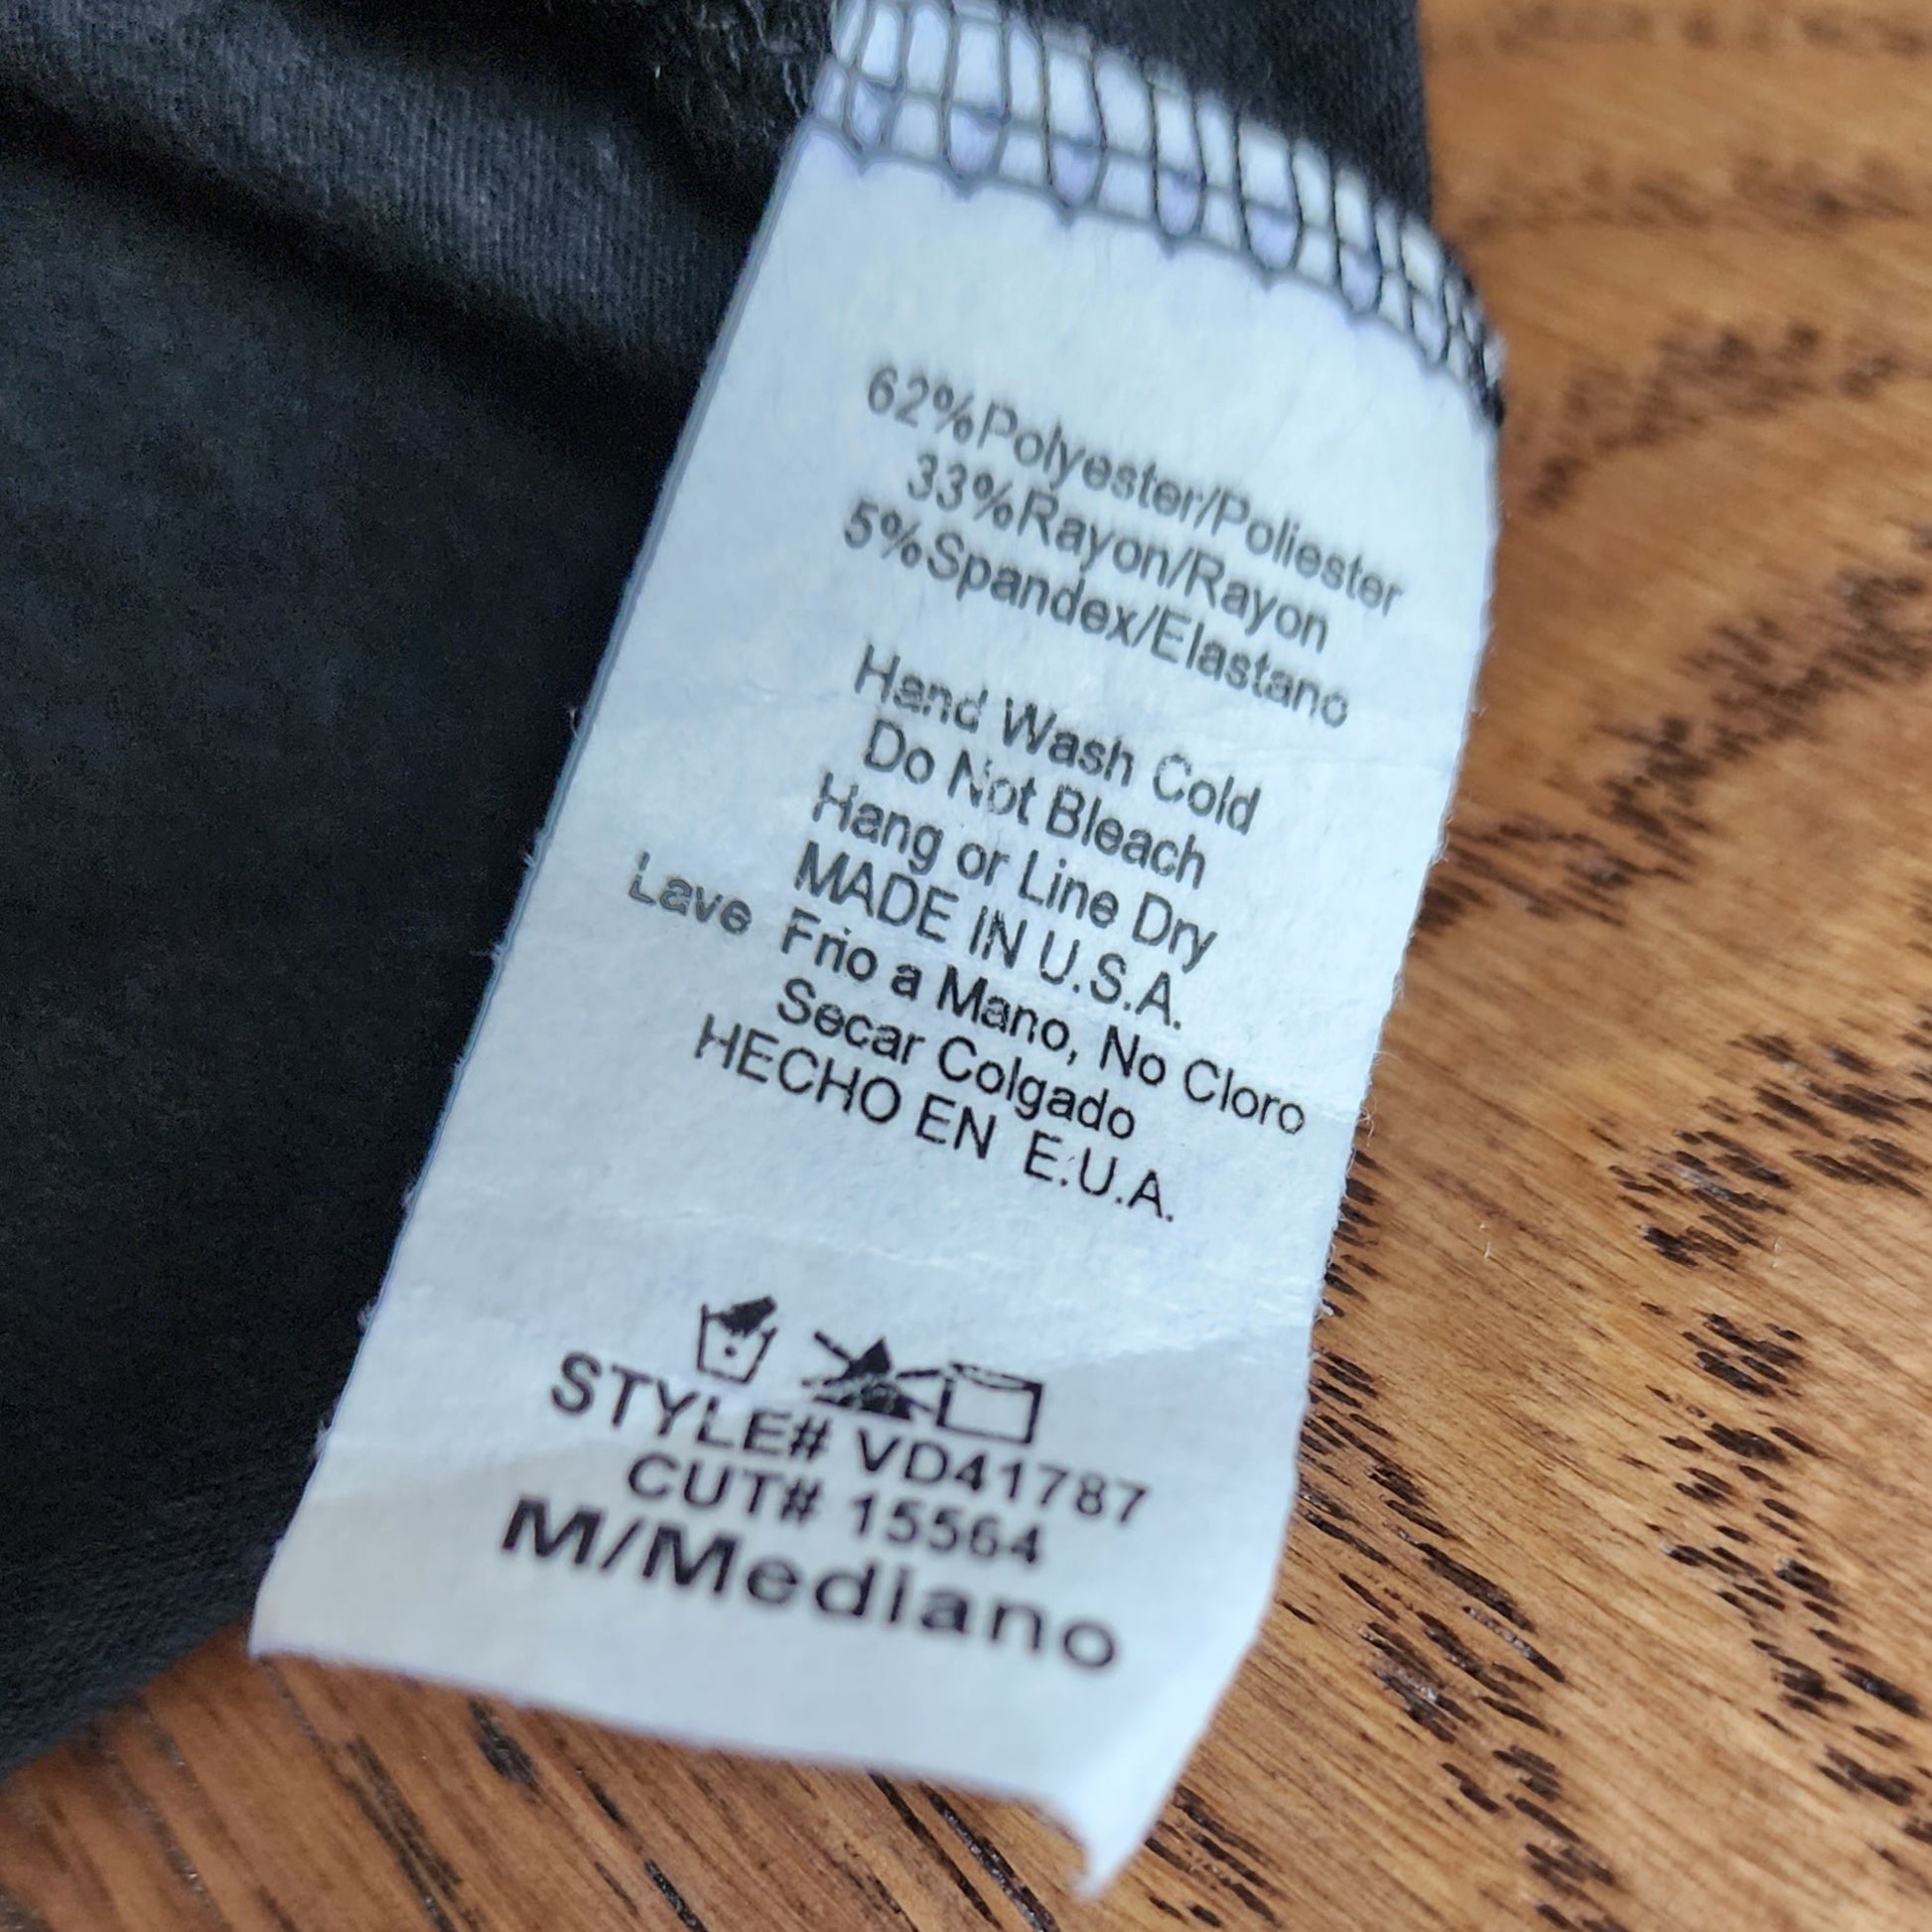 62%Polyester/Poliester
33%Rayon/Rayon
5%Spandex/Elastano
Hand Wash Cold
Do Not Bleach
Hang or Line Dry
MADE IN U.S.A.
Lave Frio a Mano, No Cloro
Secar Colgado
HECHO EN E.U.A.
STYLE# VD41787
CUT# 15564
M/Mediano